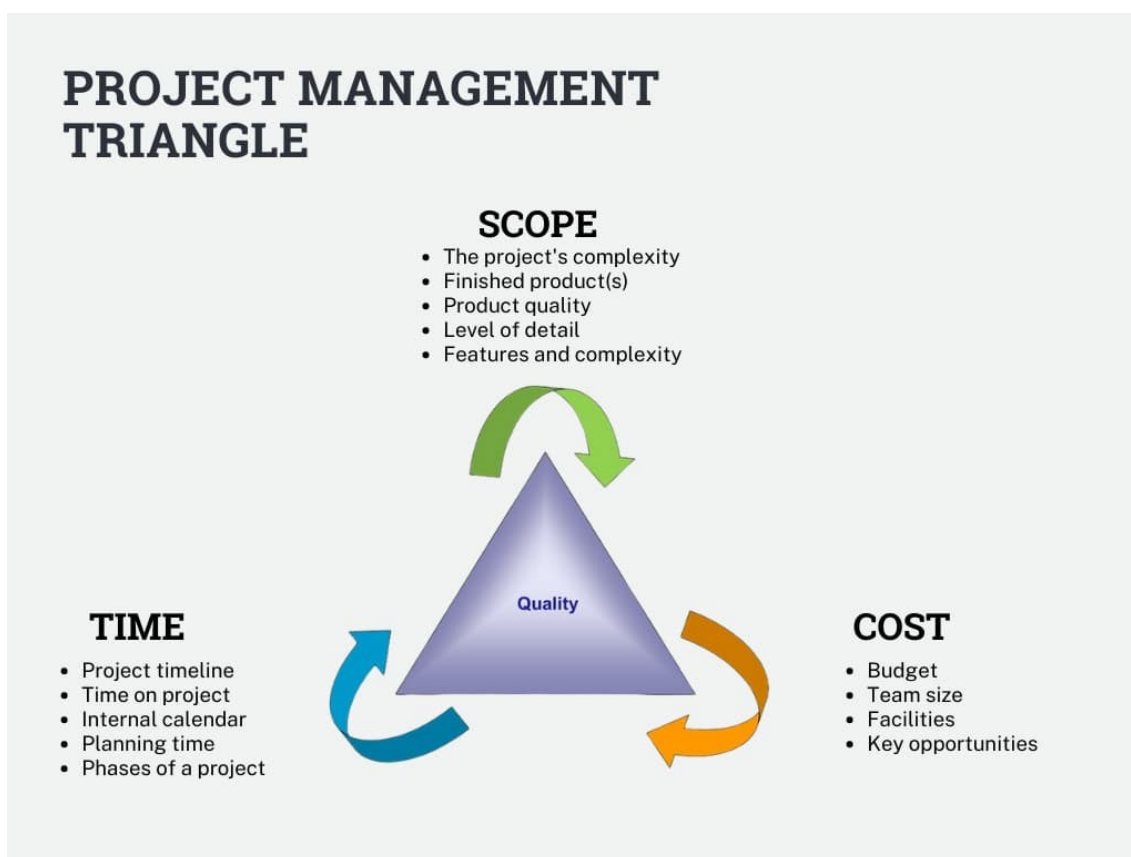 PROJECT MANAGEMENT
TRIANGLE
SCOPE
• The project's complexity
• Finished product(s)
• Product quality
• Level of detail
• Features and complexity
Quality
TIME
• Project timeline
• Time on project
• Internal calendar
• Planning time
• Phases of a project
COST
• Budget
• Team size
• Facilities
• Key opportunities